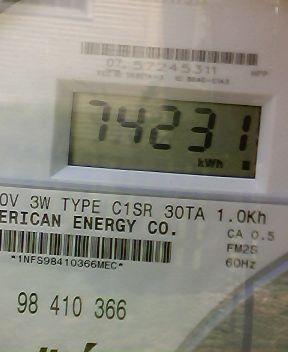 07 57245311
74231
kWh
0V 3W TYPE C1SR 30TA 1.0Kh
ERICAN ENERGY CO.
CA 0.5
*1NFS98410366MEC*
FM2S
60Hz
98 410 366